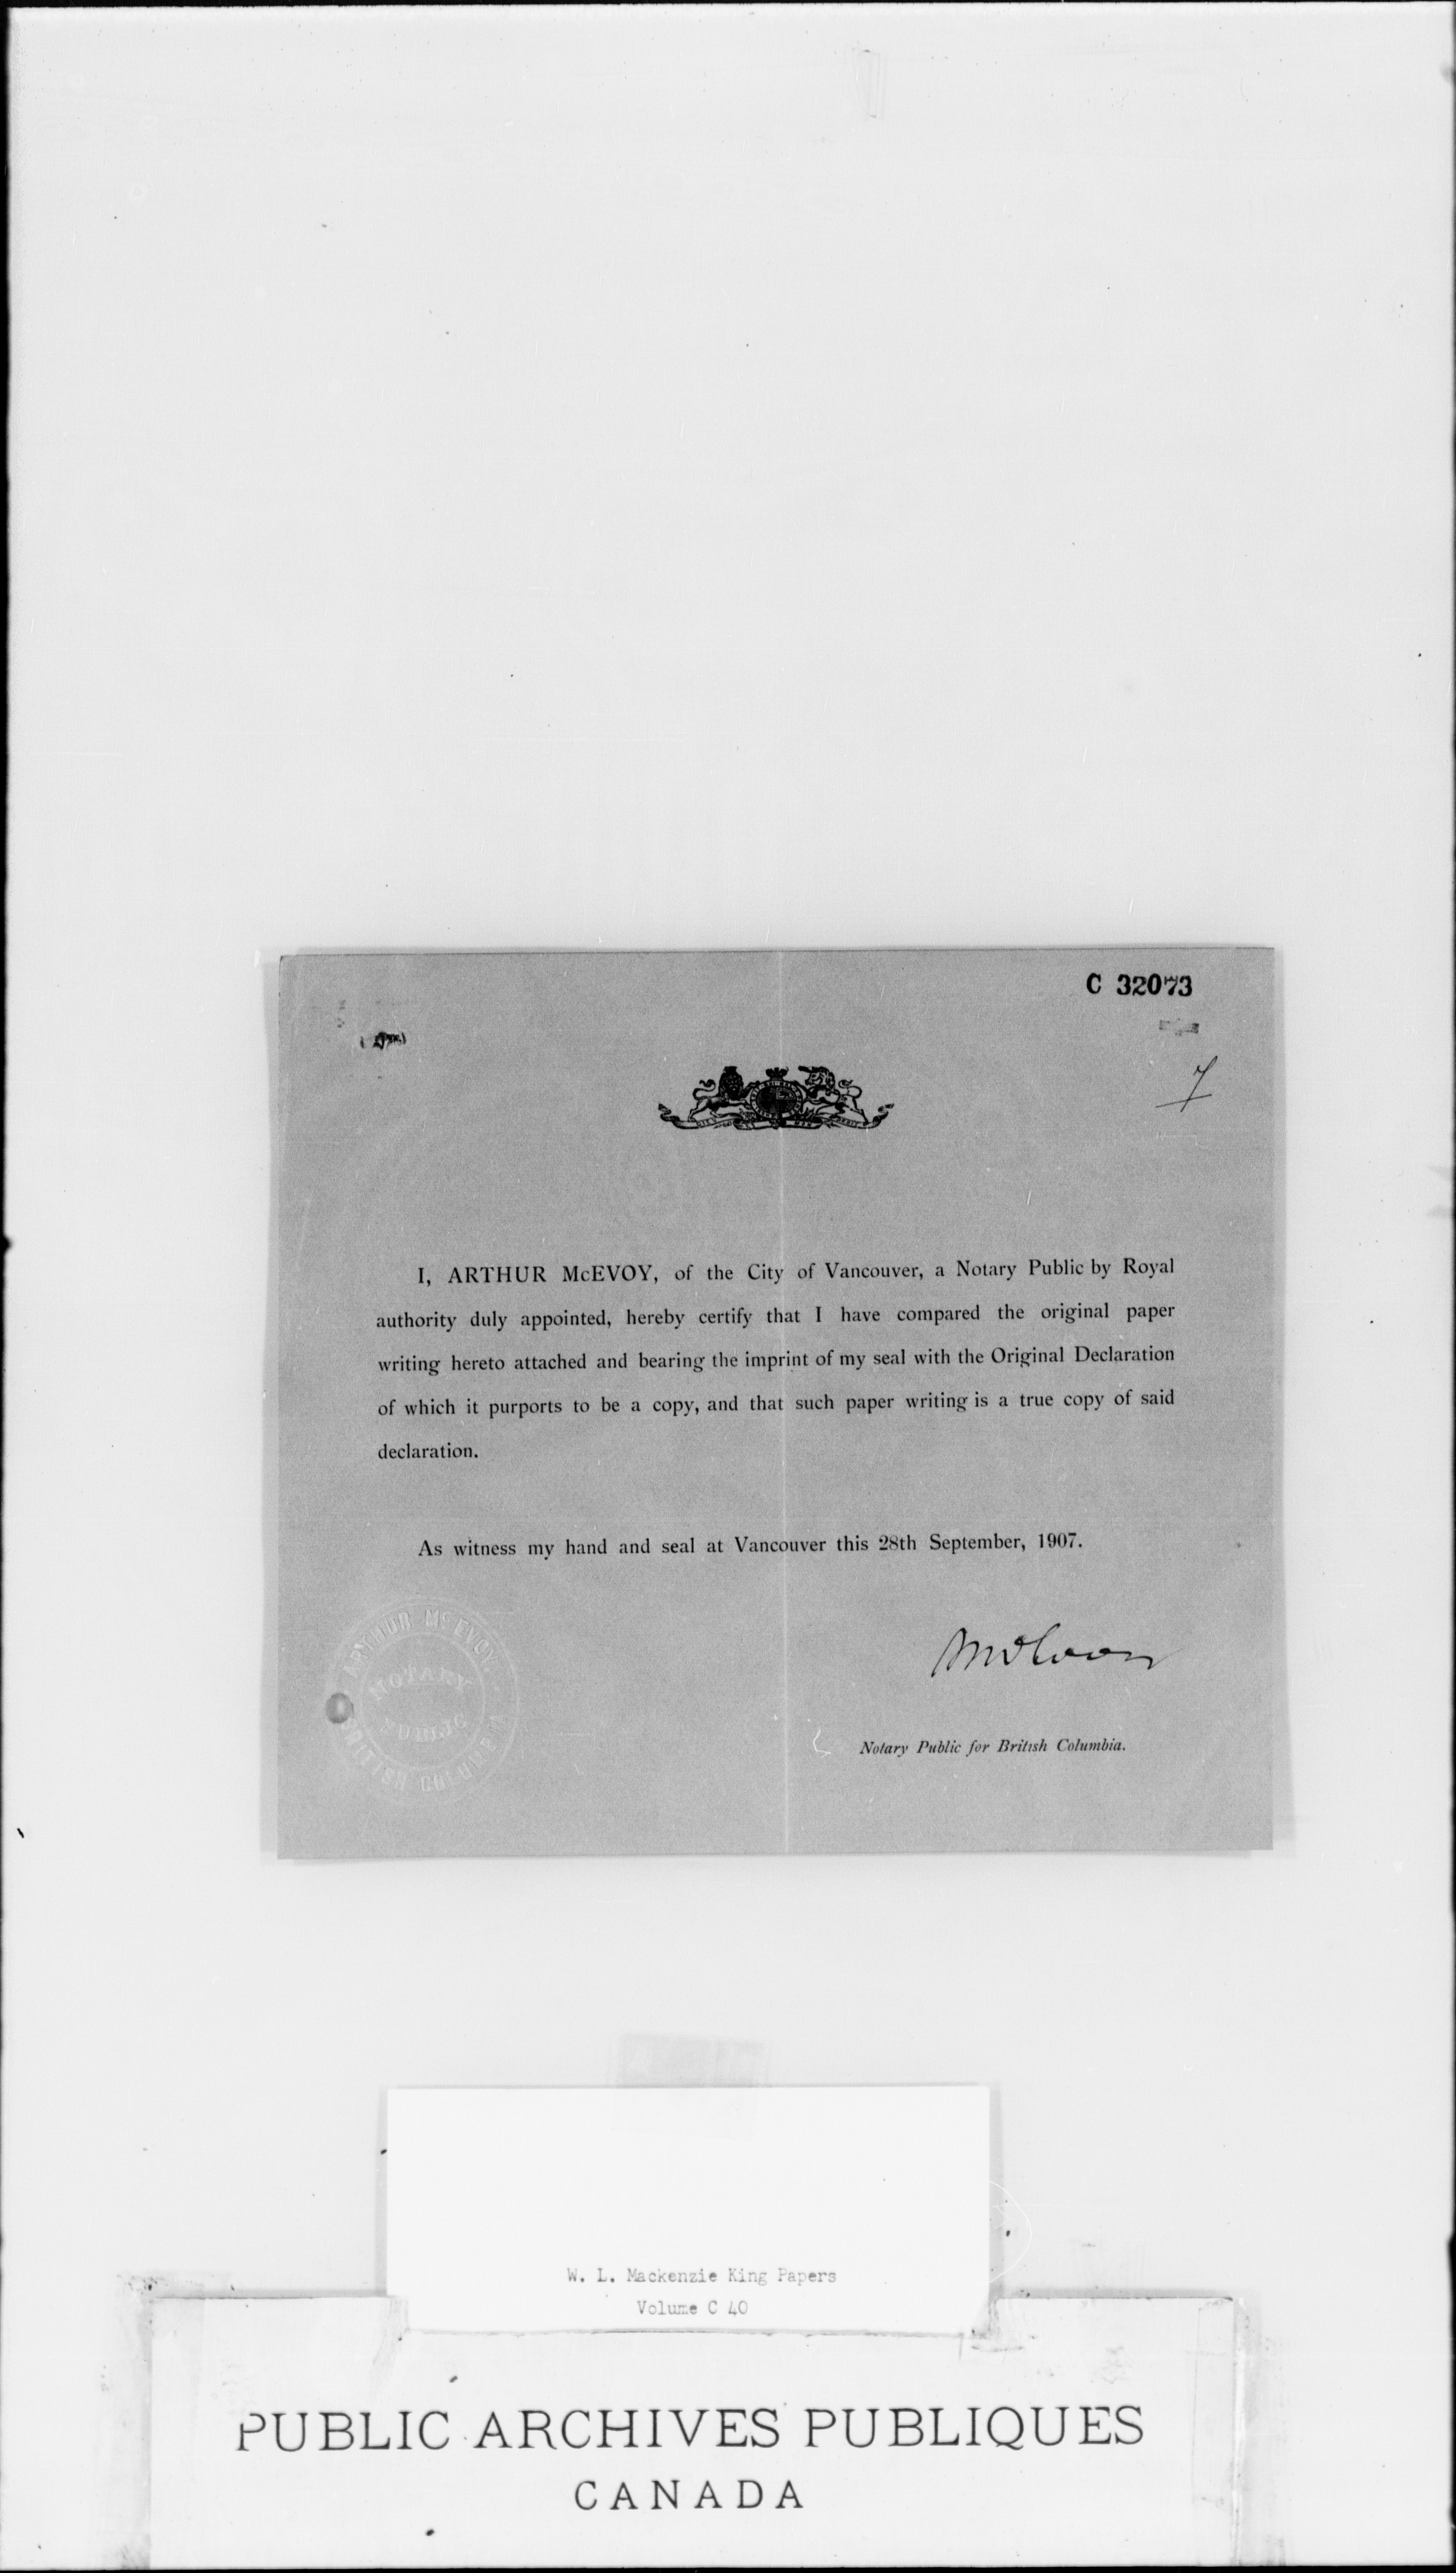 C 32073
7
I, ARTHUR McEVOY, of the City of Vancouver, a Notary Public by Royal
authority duly appointed, hereby certify that I have compared the original paper
writing hereto attached and bearing the imprint of my seal with the Original Declaration
of which it purports to be a copy, and that such paper writing is a true copy of said
declaration.
As witness my hand and seal at Vancouver this 28th September, 1907.
ARTHUR McEVOY.
NOTARY
PUBLIC
BRITISH COLUMBIA
Notary Public for British Columbia.
W. L. Mackenzie King Papers
Volume C 40
PUBLIC ARCHIVES PUBLIQUES
CANADA